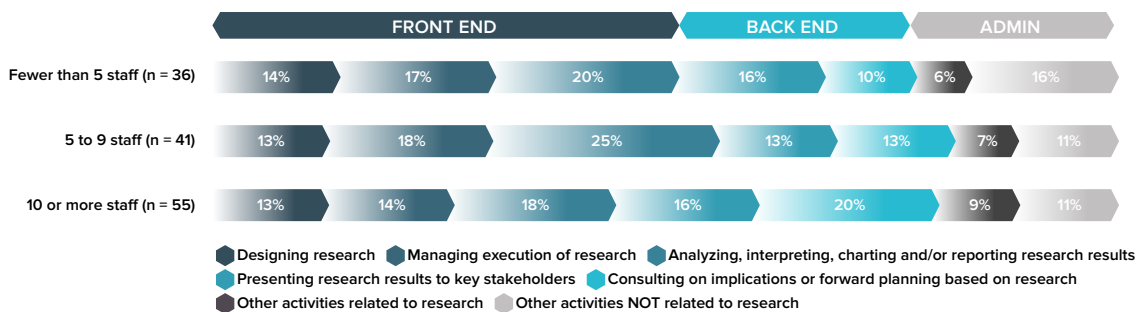 FRONT END BACK END ADMIN
Fewer than 5 staff (n = 36) 14% 17% 20% 16% 10% 6% 16%
5 to 9 staff (n = 41) 13% 18% 25% 13% 13% 7% 11%
10 or more staff (n = 55) 13% 14% 18% 16% 20% 9% 11%
Designing research Managing execution of research Analyzing, interpreting, charting and/or reporting research results
Presenting research results to key stakeholders Consulting on implications or forward planning based on research
Other activities related to research Other activities NOT related to research